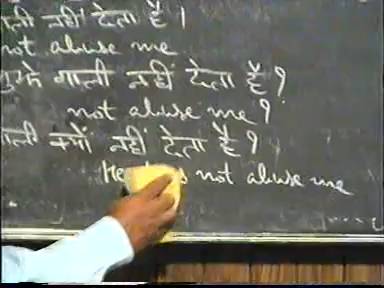 गाली नहीं देता है ।
not abuse me
मुझे गाली नहीं देता है ?
not abuse me ?
गाली क्यों नहीं देता है ?
He not abuse me